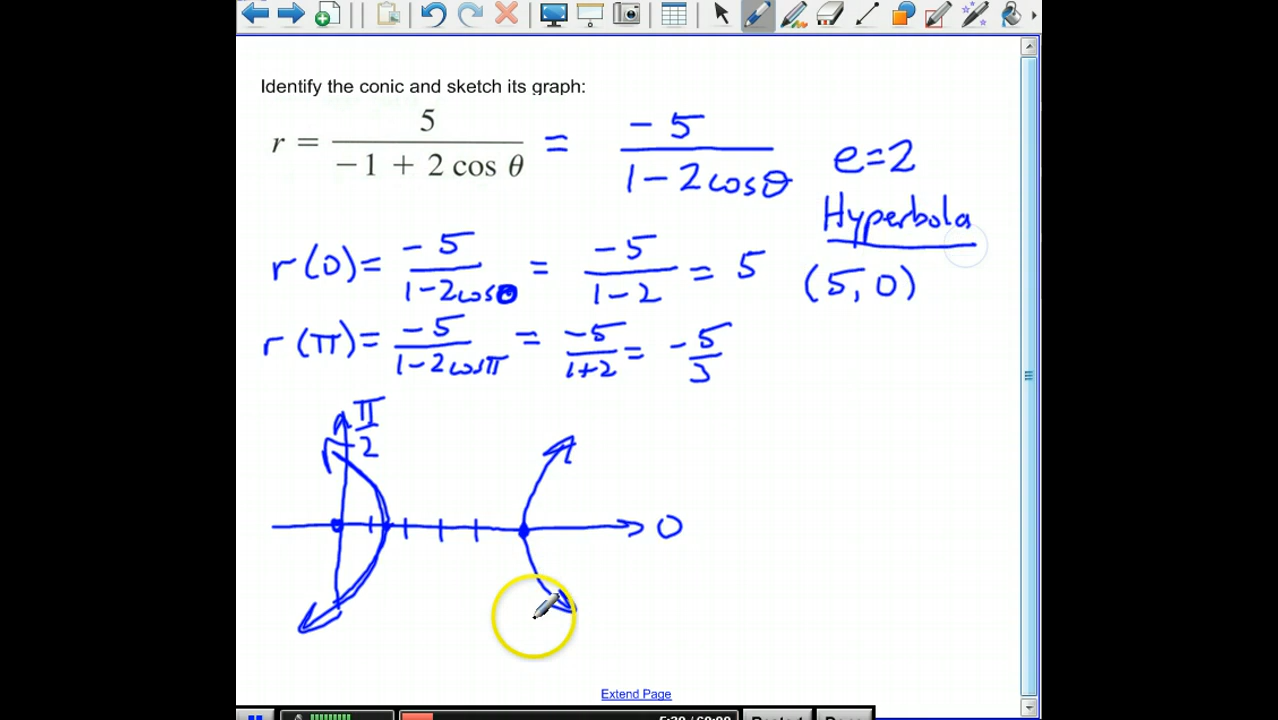 Identify the conic and sketch its graph:
r = 5 / (−1 + 2 cos θ) = −5 / (1 − 2cosθ)
e=2
Hyperbola
r(0) = −5 / (1−2cos0) = −5 / (1−2) = 5 (5, 0)
r(π) = −5 / (1−2cosπ) = −5 / (1+2) = −5/3
π/2
0
Extend Page